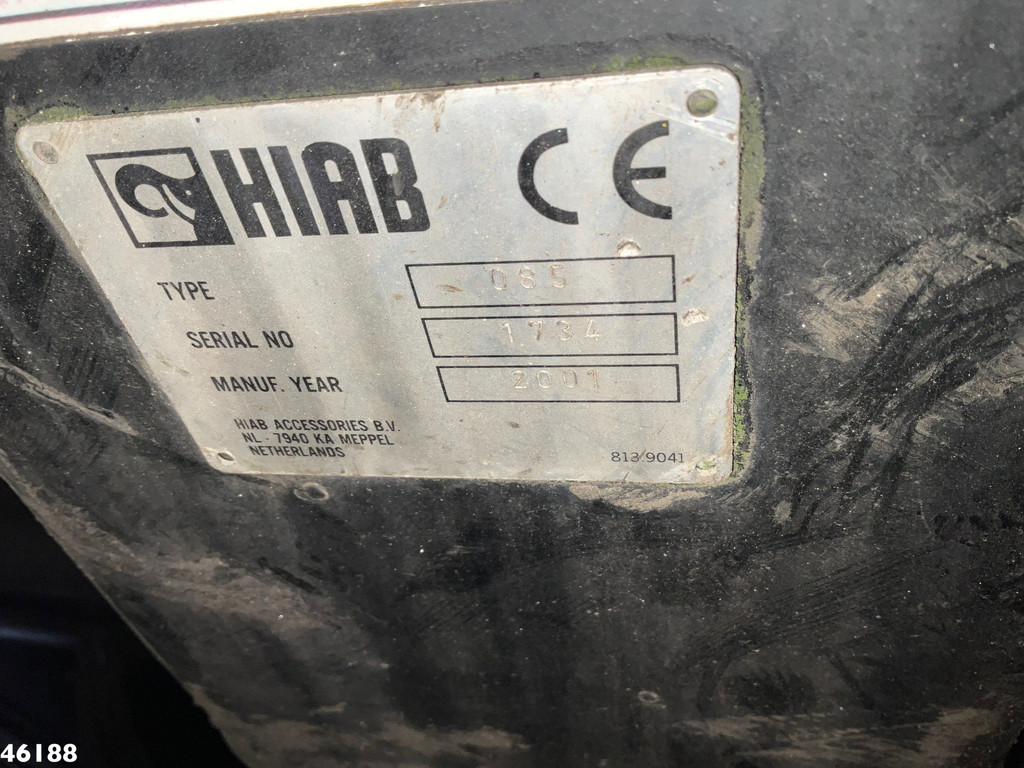 HIAB CE
TYPE 085
SERIAL NO 1734
MANUF. YEAR 2001
HIAB ACCESSORIES B.V.
NL - 7940 KA MEPPEL
NETHERLANDS
813 9041
46188